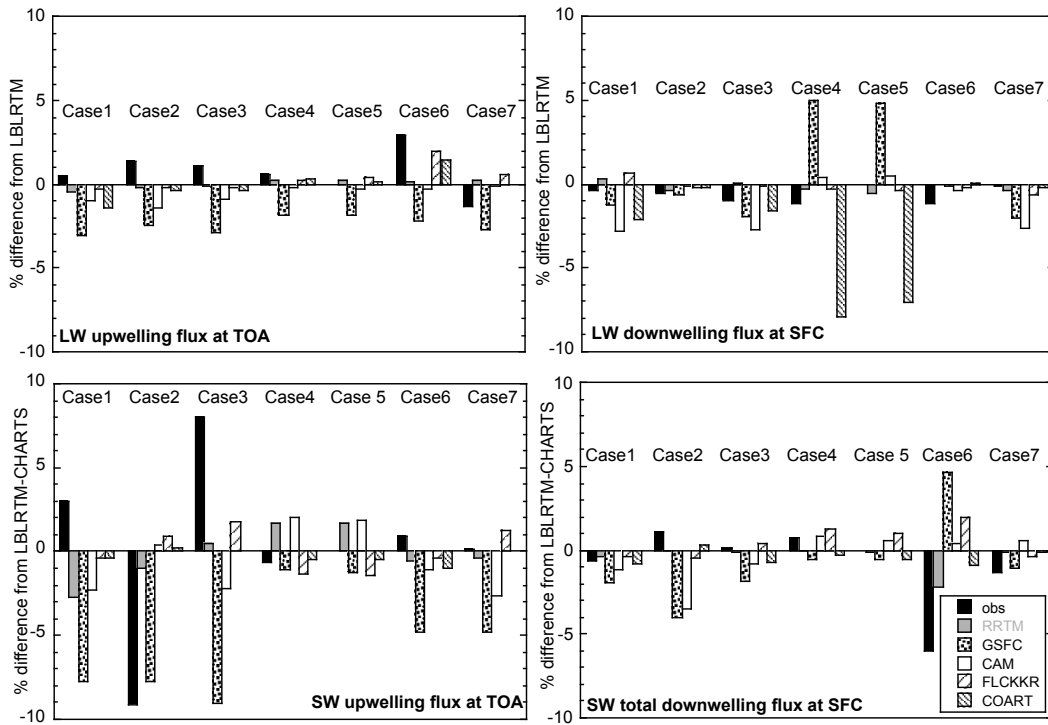 10
5
0
-5
-10
% difference from LBLRTM
Case1 Case2 Case3 Case4 Case5 Case6 Case7
LW upwelling flux at TOA
10
5
0
-5
-10
% difference from LBLRTM
Case1 Case2 Case3 Case4 Case5 Case6 Case7
LW downwelling flux at SFC
10
5
0
-5
-10
% difference from LBLRTM-CHARTS
Case1 Case2 Case3 Case4 Case 5 Case6 Case7
SW upwelling flux at TOA
10
5
0
-5
-10
% difference from LBLRTM-CHARTS
Case1 Case2 Case3 Case4 Case 5 Case6 Case7
SW total downwelling flux at SFC
obs
RRTM
GSFC
CAM
FLCKKR
COART